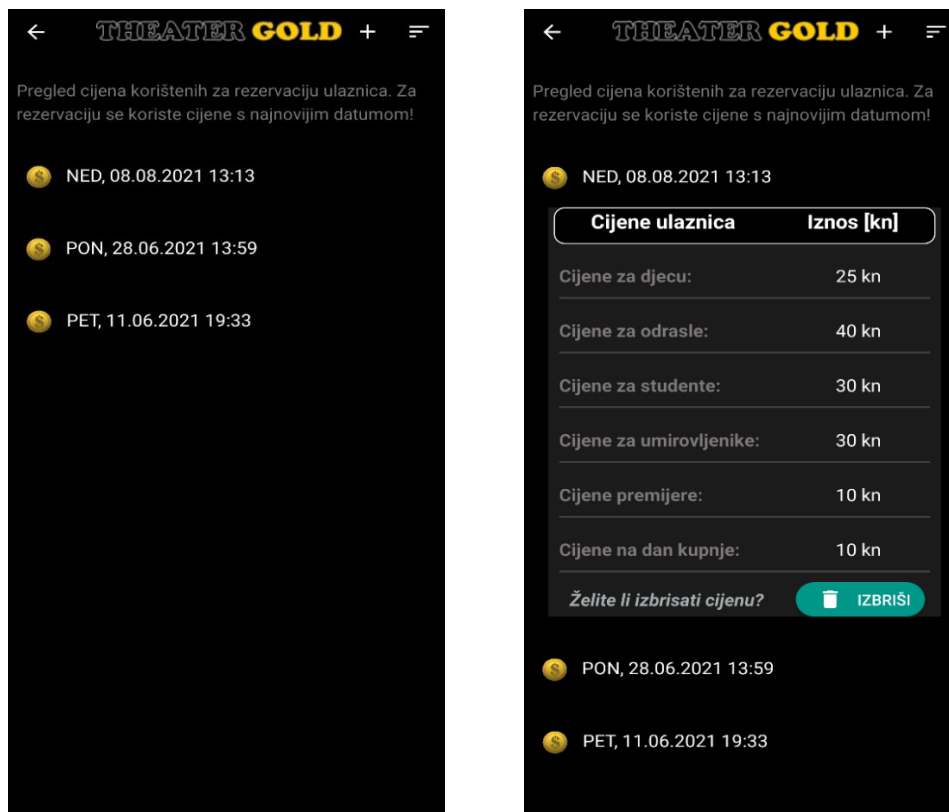 THEATER GOLD
Pregled cijena korištenih za rezervaciju ulaznica. Za
rezervaciju se koriste cijene s najnovijim datumom!
NED, 08.08.2021 13:13
PON, 28.06.2021 13:59
PET, 11.06.2021 19:33
THEATER GOLD
Pregled cijena korištenih za rezervaciju ulaznica. Za
rezervaciju se koriste cijene s najnovijim datumom!
NED, 08.08.2021 13:13
Cijene ulaznica Iznos [kn]
Cijene za djecu: 25 kn
Cijene za odrasle: 40 kn
Cijene za studente: 30 kn
Cijene za umirovljenike: 30 kn
Cijene premijere: 10 kn
Cijene na dan kupnje: 10 kn
Želite li izbrisati cijenu? IZBRIŠI
PON, 28.06.2021 13:59
PET, 11.06.2021 19:33